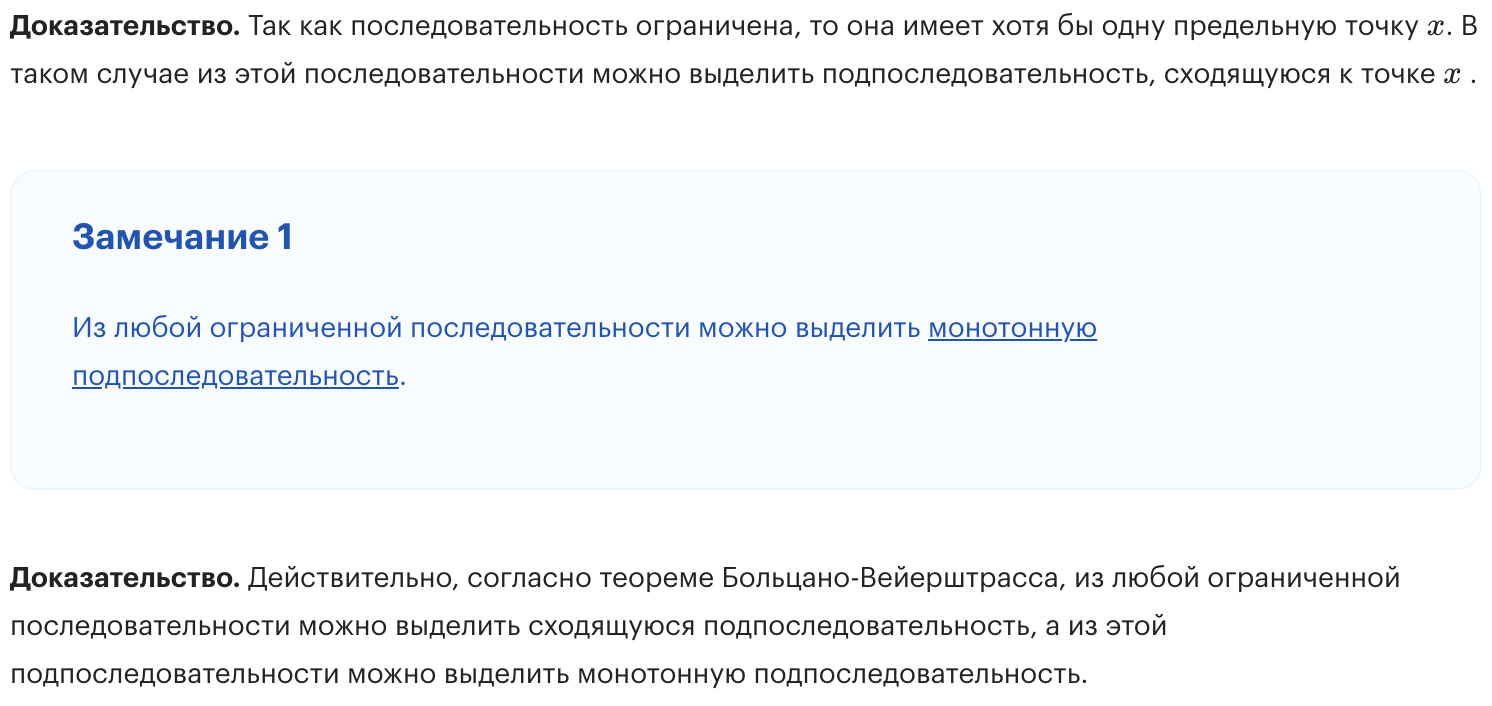 Доказательство. Так как последовательность ограничена, то она имеет хотя бы одну предельную точку x. В
таком случае из этой последовательности можно выделить подпоследовательность, сходящуюся к точке x .
Замечание 1
Из любой ограниченной последовательности можно выделить монотонную
подпоследовательность.
Доказательство. Действительно, согласно теореме Больцано-Вейерштрасса, из любой ограниченной
последовательности можно выделить сходящуюся подпоследовательность, а из этой
подпоследовательности можно выделить монотонную подпоследовательность.